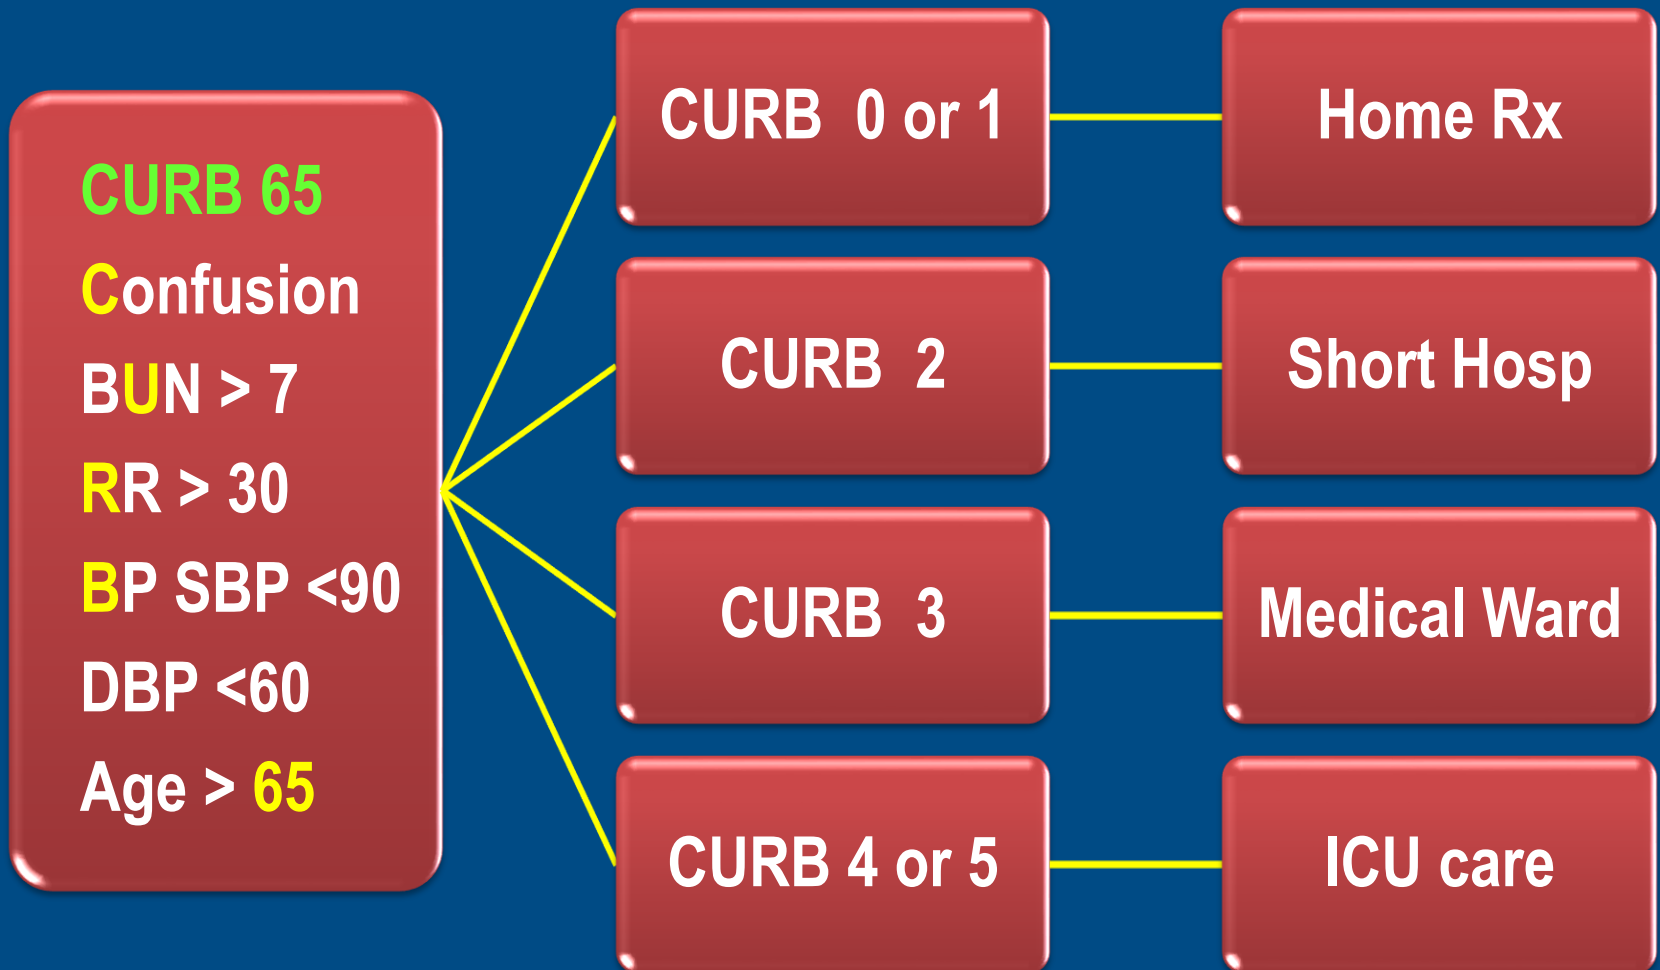 CURB 65
Confusion
BUN > 7
RR > 30
BP SBP <90
DBP <60
Age > 65
CURB 0 or 1
Home Rx
CURB 2
Short Hosp
CURB 3
Medical Ward
CURB 4 or 5
ICU care